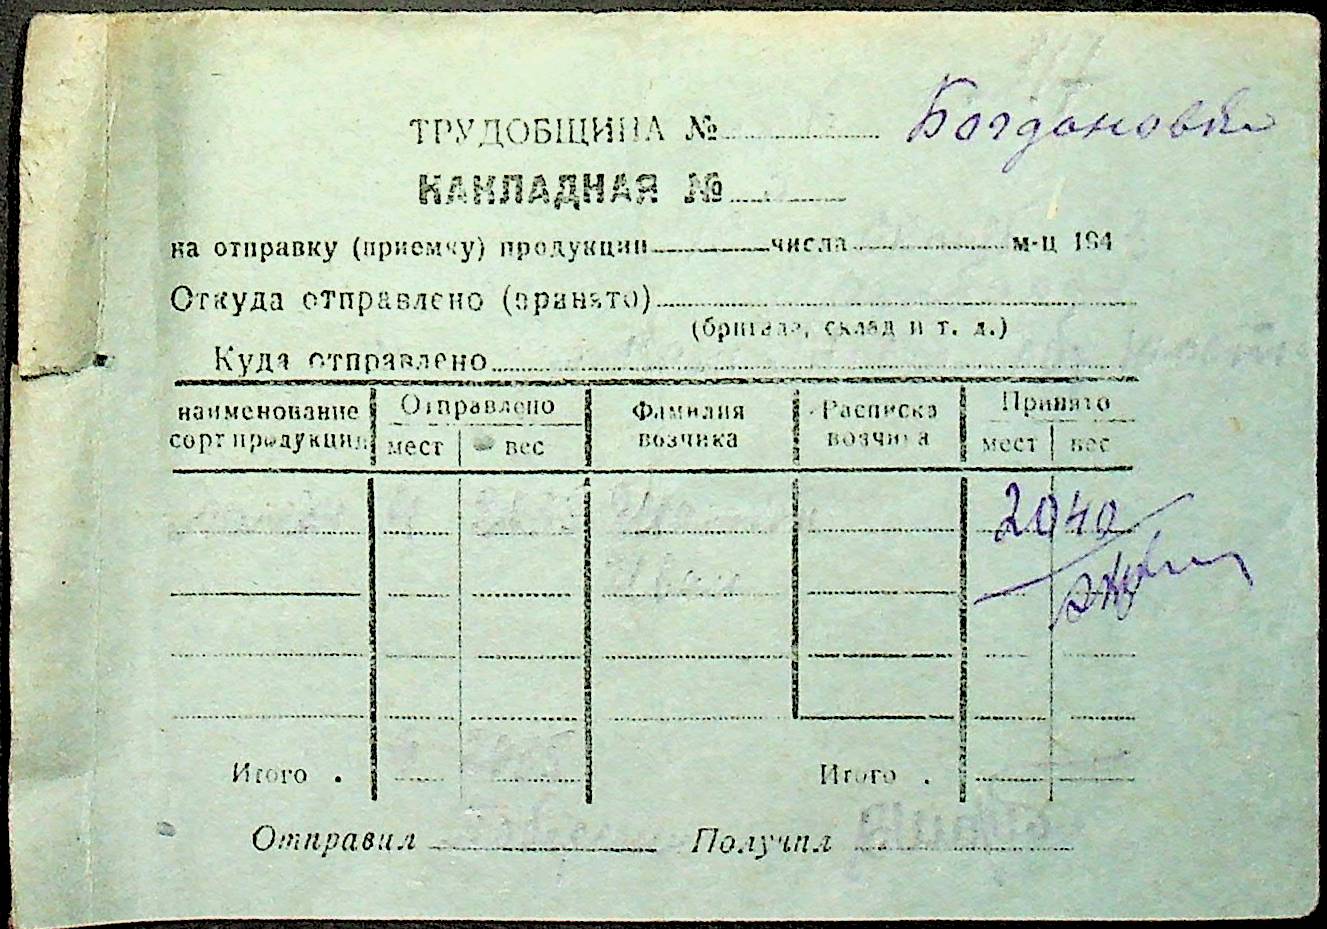 ТРУДОБЩИНА № Богдановка
НАКЛАДНАЯ №
на отправку (приемку) продукции числа м-ц 194
Откуда отправлено (принято)
(бригада, склад и т. д.)
Куда отправлено
наименование сорт продукции Отправлено мест вес Фамилия возчика Расписка возчика Принято мест вес
2040
Итого . Итого .
Отправил Получил